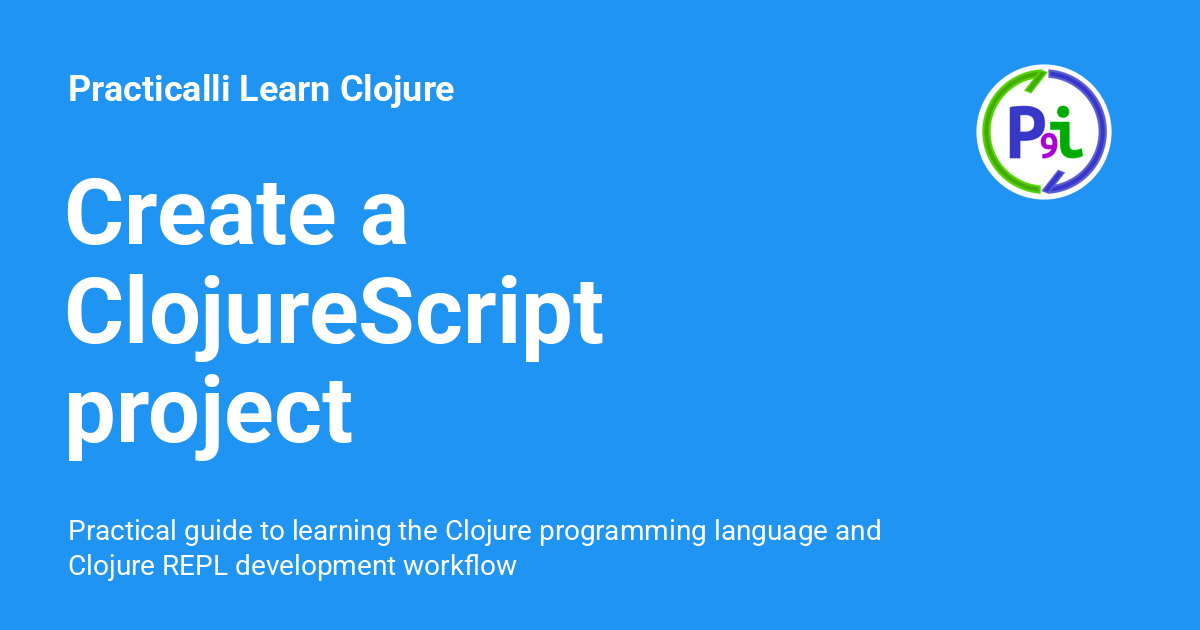 Practicalli Learn Clojure
P9i
Create a
ClojureScript
project
Practical guide to learning the Clojure programming language and
Clojure REPL development workflow